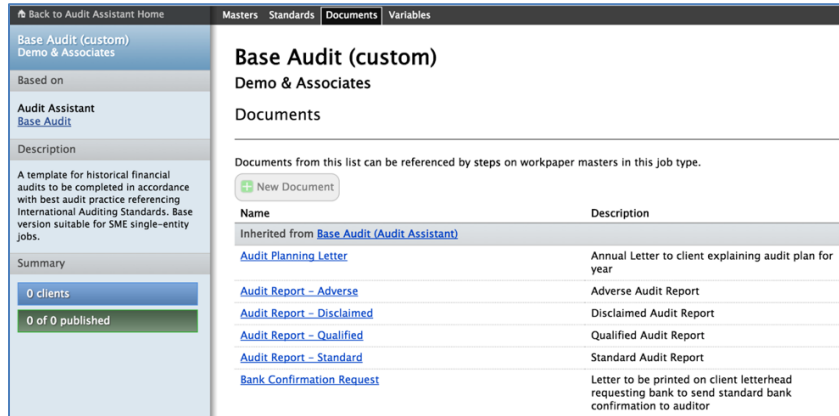 Back to Audit Assistant Home
Masters Standards Documents Variables
Base Audit (custom)
Demo & Associates
Based on
Audit Assistant
Base Audit
Description
A template for historical financial
audits to be completed in accordance
with best audit practice referencing
International Auditing Standards. Base
version suitable for SME single-entity
jobs.
Summary
0 clients
0 of 0 published
Base Audit (custom)
Demo & Associates
Documents
Documents from this list can be referenced by steps on workpaper masters in this job type.
New Document
Name Description
Inherited from Base Audit (Audit Assistant)
Audit Planning Letter Annual Letter to client explaining audit plan for
year
Audit Report - Adverse Adverse Audit Report
Audit Report - Disclaimed Disclaimed Audit Report
Audit Report - Qualified Qualified Audit Report
Audit Report - Standard Standard Audit Report
Bank Confirmation Request Letter to be printed on client letterhead
requesting bank to send standard bank
confirmation to auditor